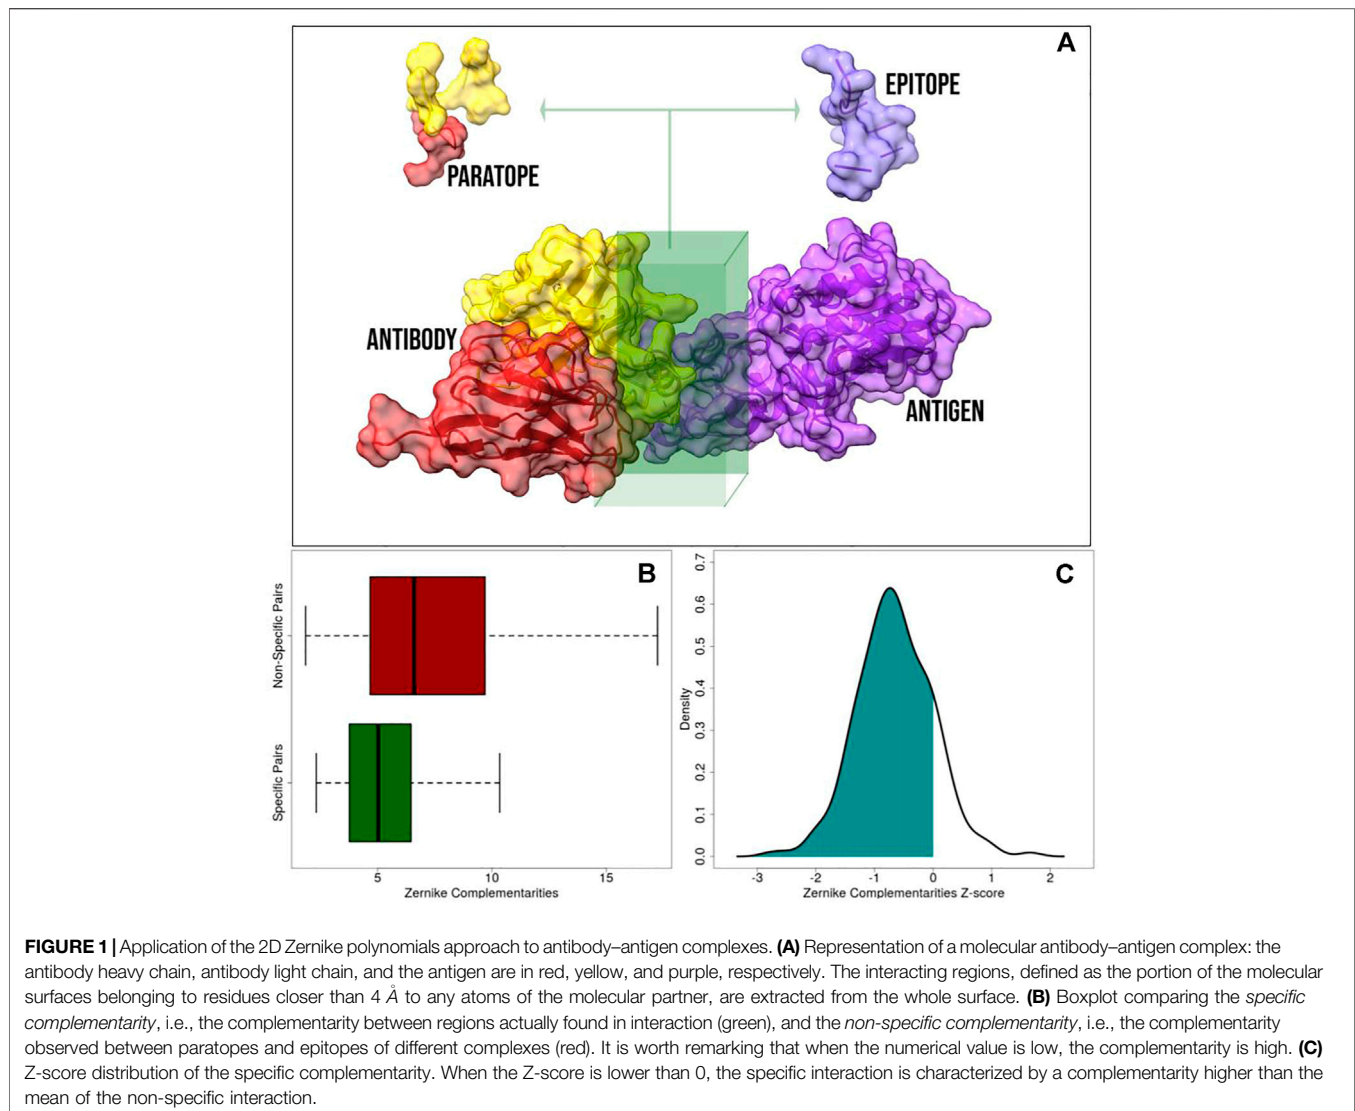 A
EPITOPE
PARATOPE
ANTIBODY
ANTIGEN
B
Non-Specific Pairs
Specific Pairs
5 10 15
Zernike Complementarities
C
Density
0.0 0.1 0.2 0.3 0.4 0.5 0.6 0.7
-3 -2 -1 0 1 2
Zernike Complementarities Z-score
FIGURE 1 | Application of the 2D Zernike polynomials approach to antibody–antigen complexes. (A) Representation of a molecular antibody–antigen complex: the
antibody heavy chain, antibody light chain, and the antigen are in red, yellow, and purple, respectively. The interacting regions, defined as the portion of the molecular
surfaces belonging to residues closer than 4 Å to any atoms of the molecular partner, are extracted from the whole surface. (B) Boxplot comparing the specific
complementarity, i.e., the complementarity between regions actually found in interaction (green), and the non-specific complementarity, i.e., the complementarity
observed between paratopes and epitopes of different complexes (red). It is worth remarking that when the numerical value is low, the complementarity is high. (C)
Z-score distribution of the specific complementarity. When the Z-score is lower than 0, the specific interaction is characterized by a complementarity higher than the
mean of the non-specific interaction.